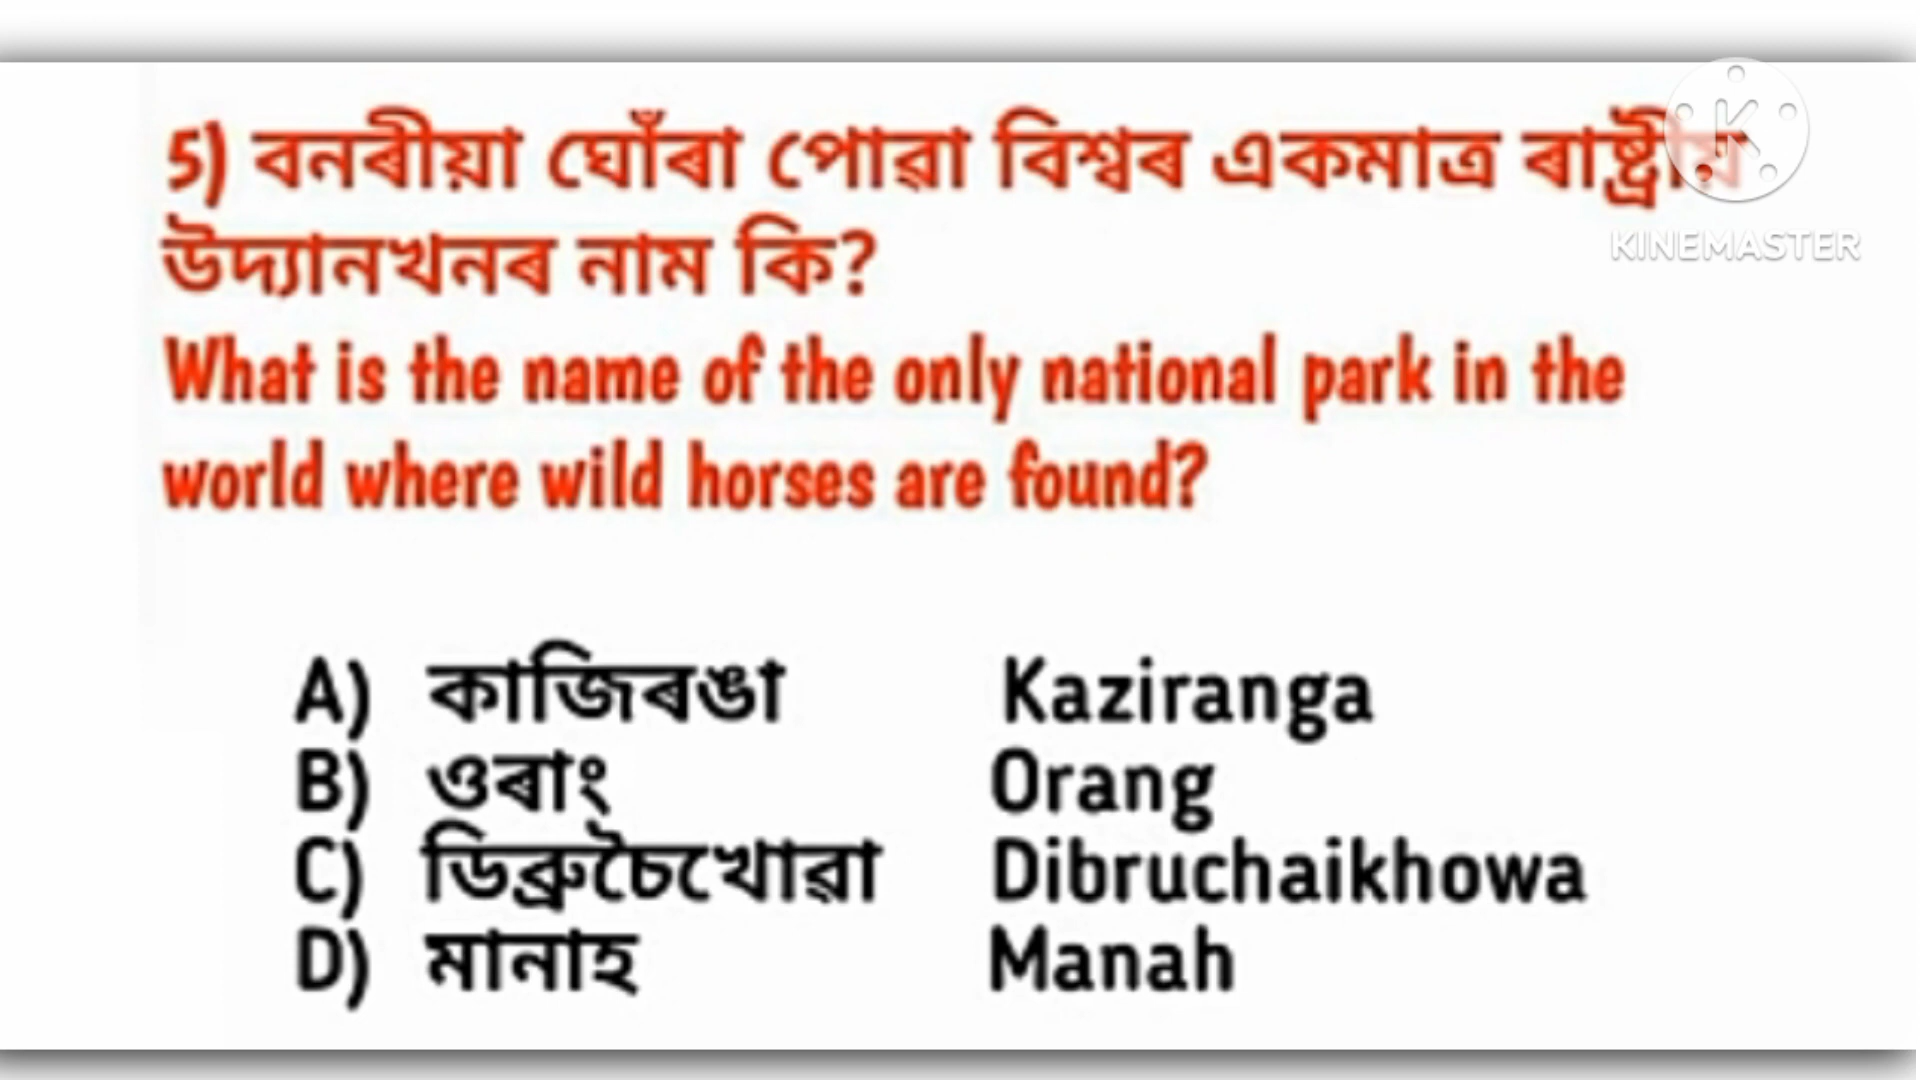 5) বনৰীয়া ঘোঁৰা পোৱা বিশ্বৰ একমাত্ৰ ৰাষ্ট্ৰীয়
উদ্যানখনৰ নাম কি?
KINEMASTER
What is the name of the only national park in the
world where wild horses are found?
A) কাজিৰঙা Kaziranga
B) ওৰাং Orang
C) ডিব্ৰুচৈখোৱা Dibruchaikhowa
D) মানাহ Manah